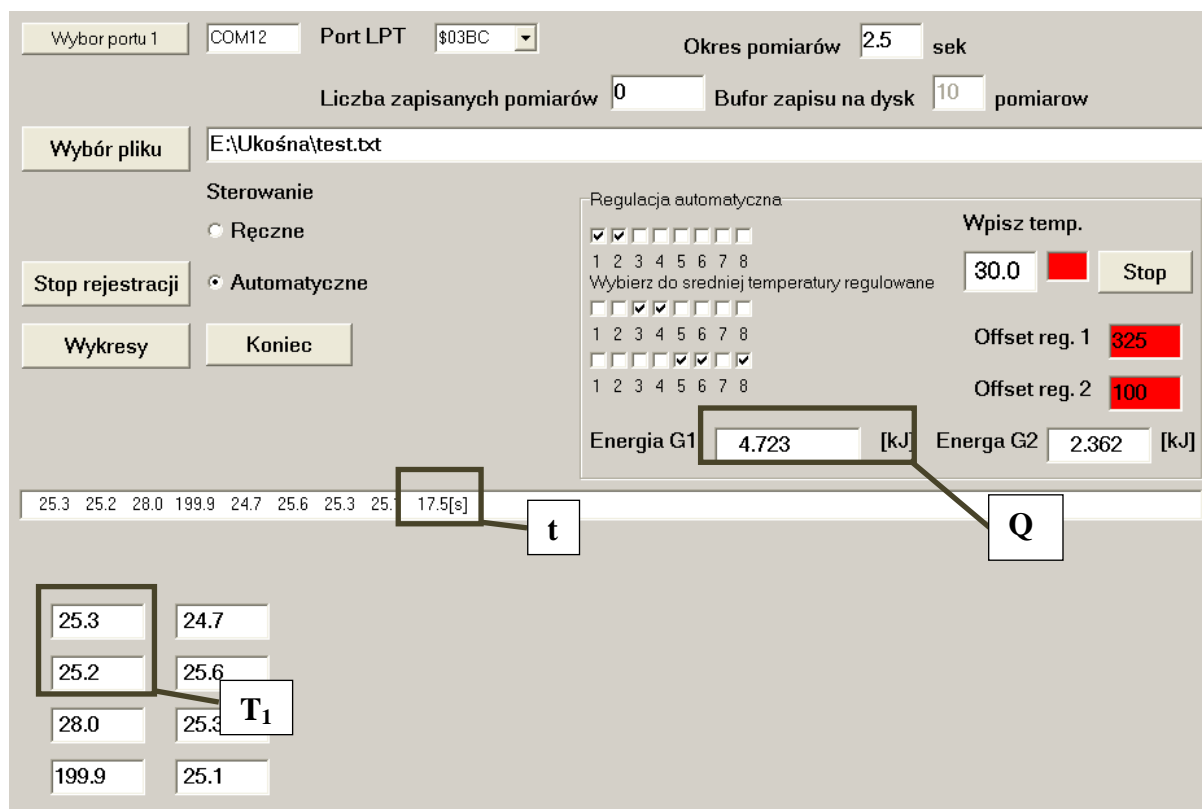 Wybor portu 1 COM12 Port LPT $03BC Okres pomiarów 2.5 sek
Liczba zapisanych pomiarów 0 Bufor zapisu na dysk 10 pomiarow
Wybór pliku E:\Ukośna\test.txt
Sterowanie
Ręczne
Stop rejestracji Automatyczne
Wykresy Koniec
Regulacja automatyczna
1 2 3 4 5 6 7 8
Wybierz do sredniej temperatury regulowane
1 2 3 4 5 6 7 8
1 2 3 4 5 6 7 8
Wpisz temp.
30.0 Stop
Offset reg. 1 325
Offset reg. 2 100
Energia G1 4.723 [kJ] Energa G2 2.362 [kJ]
25.3 25.2 28.0 199.9 24.7 25.6 25.3 25.1 17.5[s]
t
Q
25.3 24.7
25.2 25.6
T₁
28.0 25.3
199.9 25.1